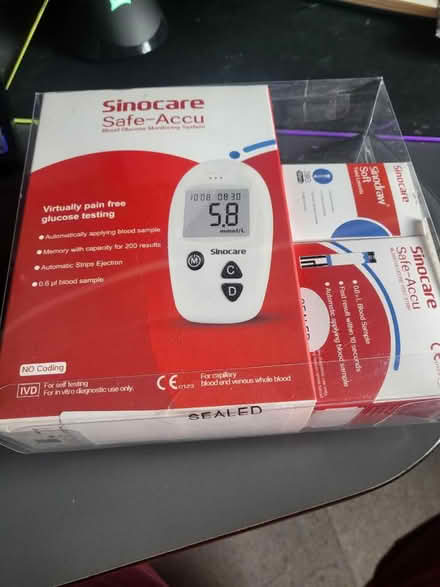 Sinocare
Safe-Accu
Blood Glucose Monitoring System
Virtually pain free
glucose testing
Automatically applying blood sample
Memory with capacity for 200 results
Automatic Strips Ejection
0.6 µl blood sample
10-08 08:30
5.8
mmol/L
Sinocare
M
C
D
NO Coding
IVD
For self testing
For in vitro diagnostic use only.
CE 0123
For capillary
blood and venous whole blood
SEALED
Sinocare
Sinodraw
Soft
Sinocare
Safe-Accu
0.6 µL Blood Sample
Fast result within 10 seconds
Automatic applying blood sample